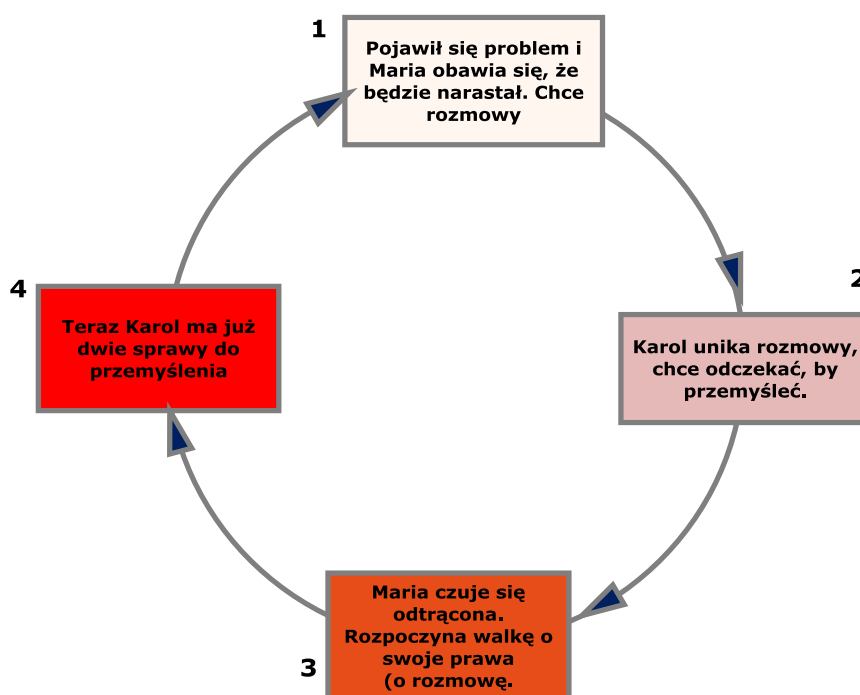 1
Pojawił się problem i
Maria obawia się, że
będzie narastał. Chce
rozmowy
2
Karol unika rozmowy,
chce odczekać, by
przemyśleć.
3
Maria czuje się
odtrącona.
Rozpoczyna walkę o
swoje prawa
(o rozmowę.
4
Teraz Karol ma już
dwie sprawy do
przemyślenia